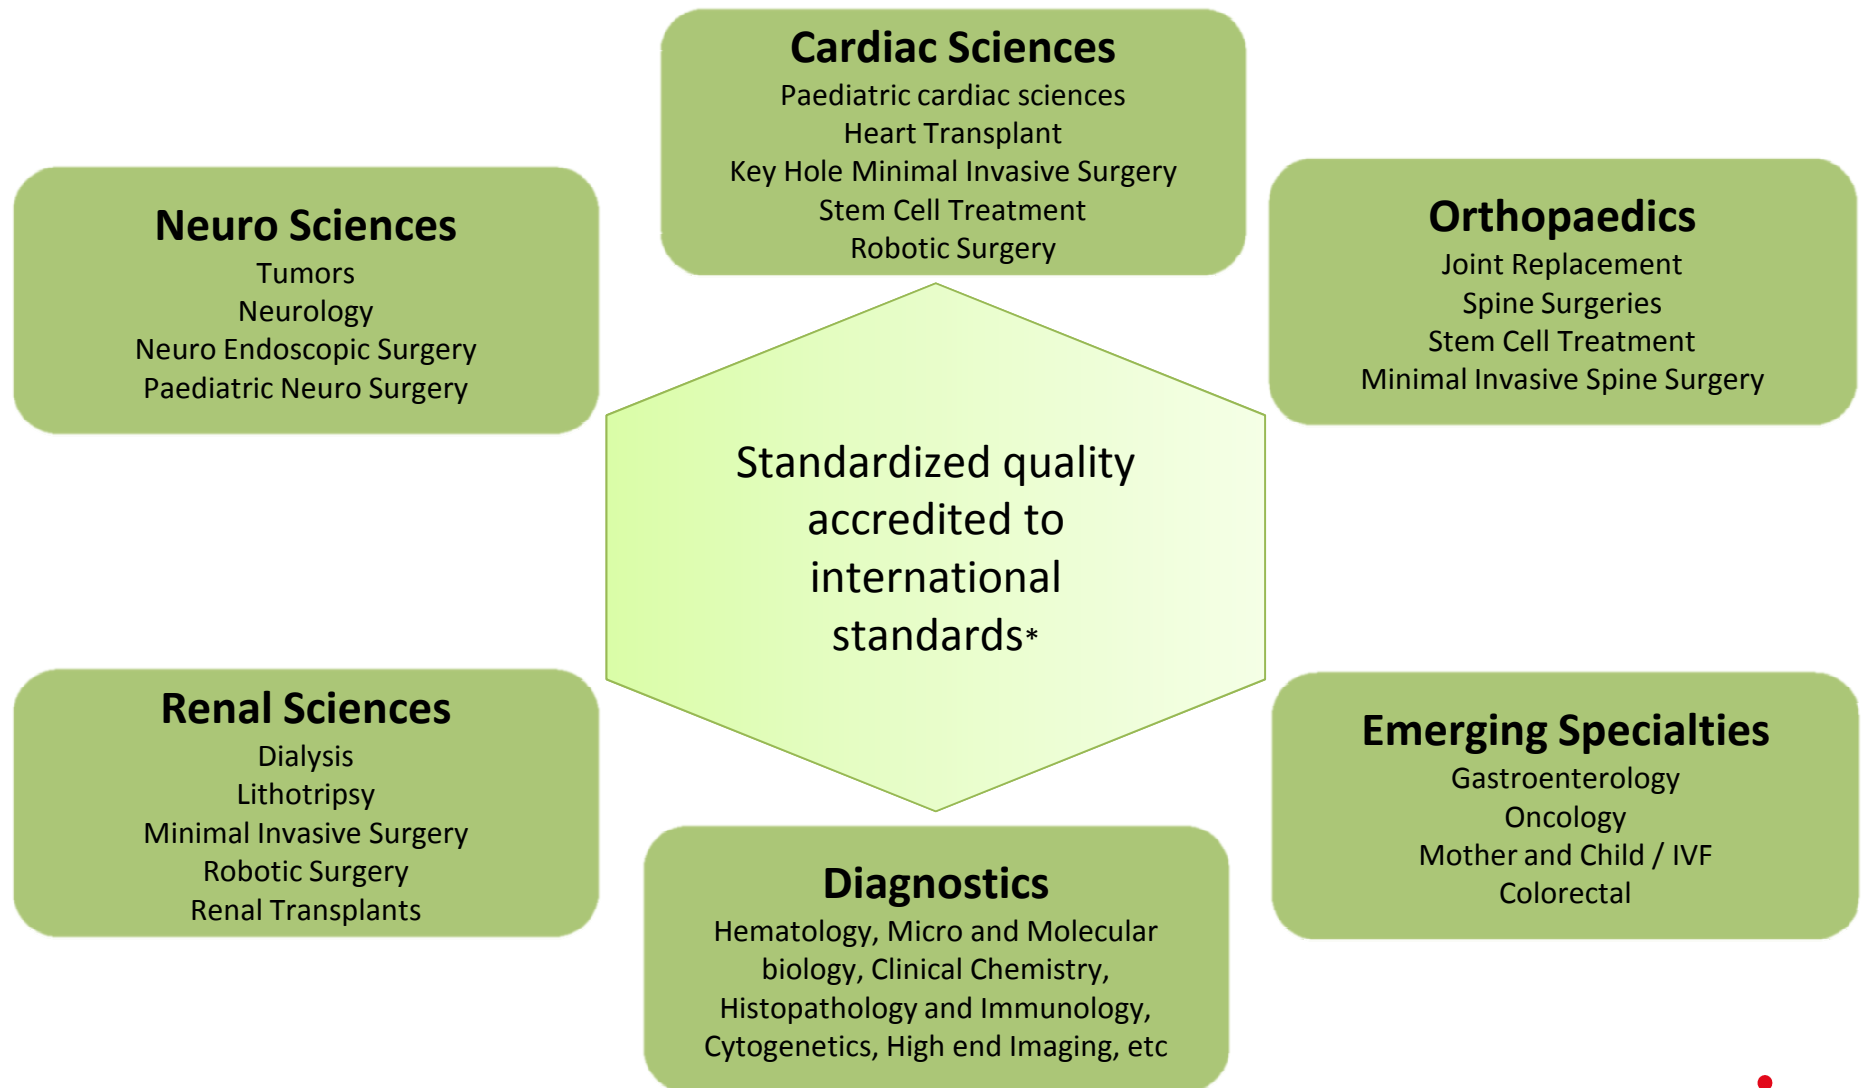 Cardiac Sciences
Paediatric cardiac sciences
Heart Transplant
Key Hole Minimal Invasive Surgery
Stem Cell Treatment
Robotic Surgery
Neuro Sciences
Tumors
Neurology
Neuro Endoscopic Surgery
Paediatric Neuro Surgery
Orthopaedics
Joint Replacement
Spine Surgeries
Stem Cell Treatment
Minimal Invasive Spine Surgery
Standardized quality
accredited to
international
standards*
Renal Sciences
Dialysis
Lithotripsy
Minimal Invasive Surgery
Robotic Surgery
Renal Transplants
Emerging Specialties
Gastroenterology
Oncology
Mother and Child / IVF
Colorectal
Diagnostics
Hematology, Micro and Molecular
biology, Clinical Chemistry,
Histopathology and Immunology,
Cytogenetics, High end Imaging, etc